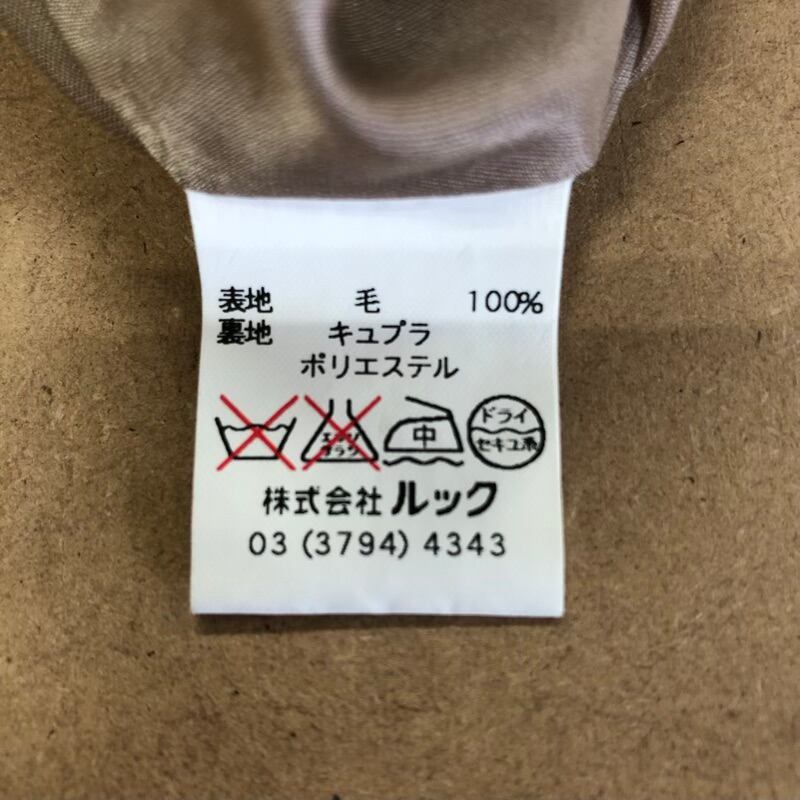 表地 毛 100%
裏地 キュプラ
ポリエステル
エンソ サラシ 中 ドライ セキユ系
株式会社 ルック
03 (3794) 4343